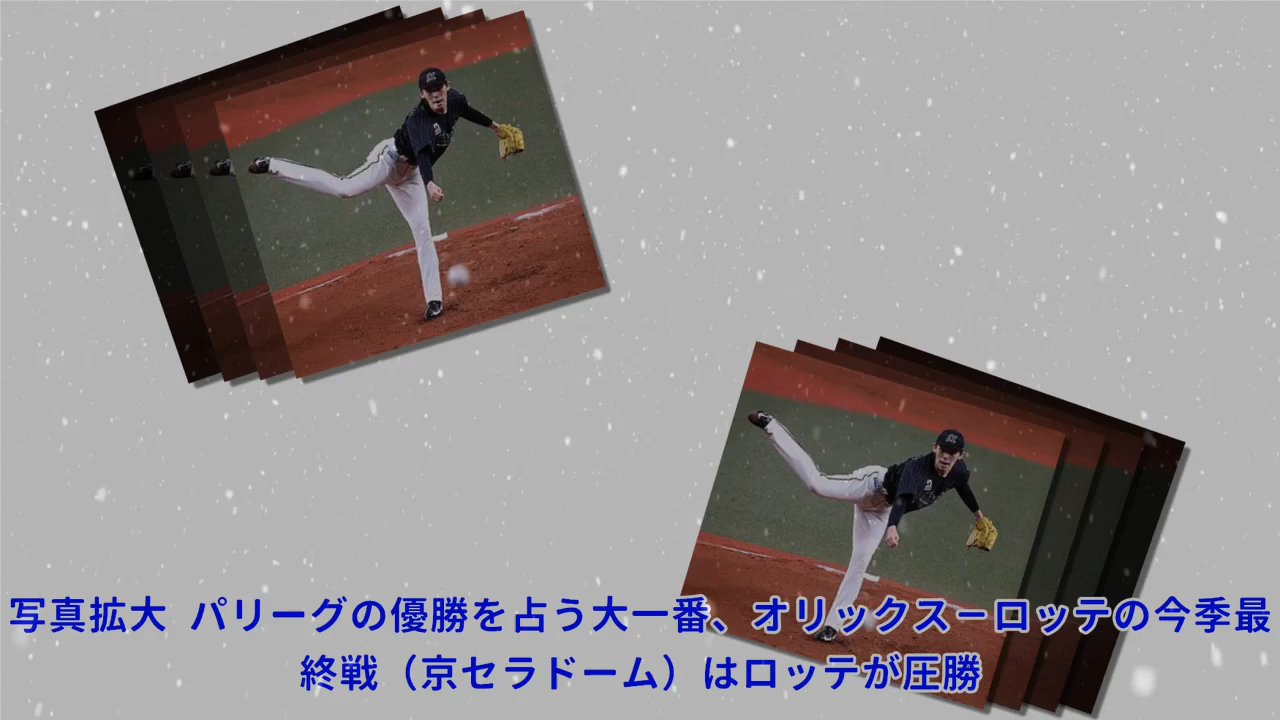 写真拡大 パリーグの優勝を占う大一番、オリックス－ロッテの今季最
終戦（京セラドーム）はロッテが圧勝